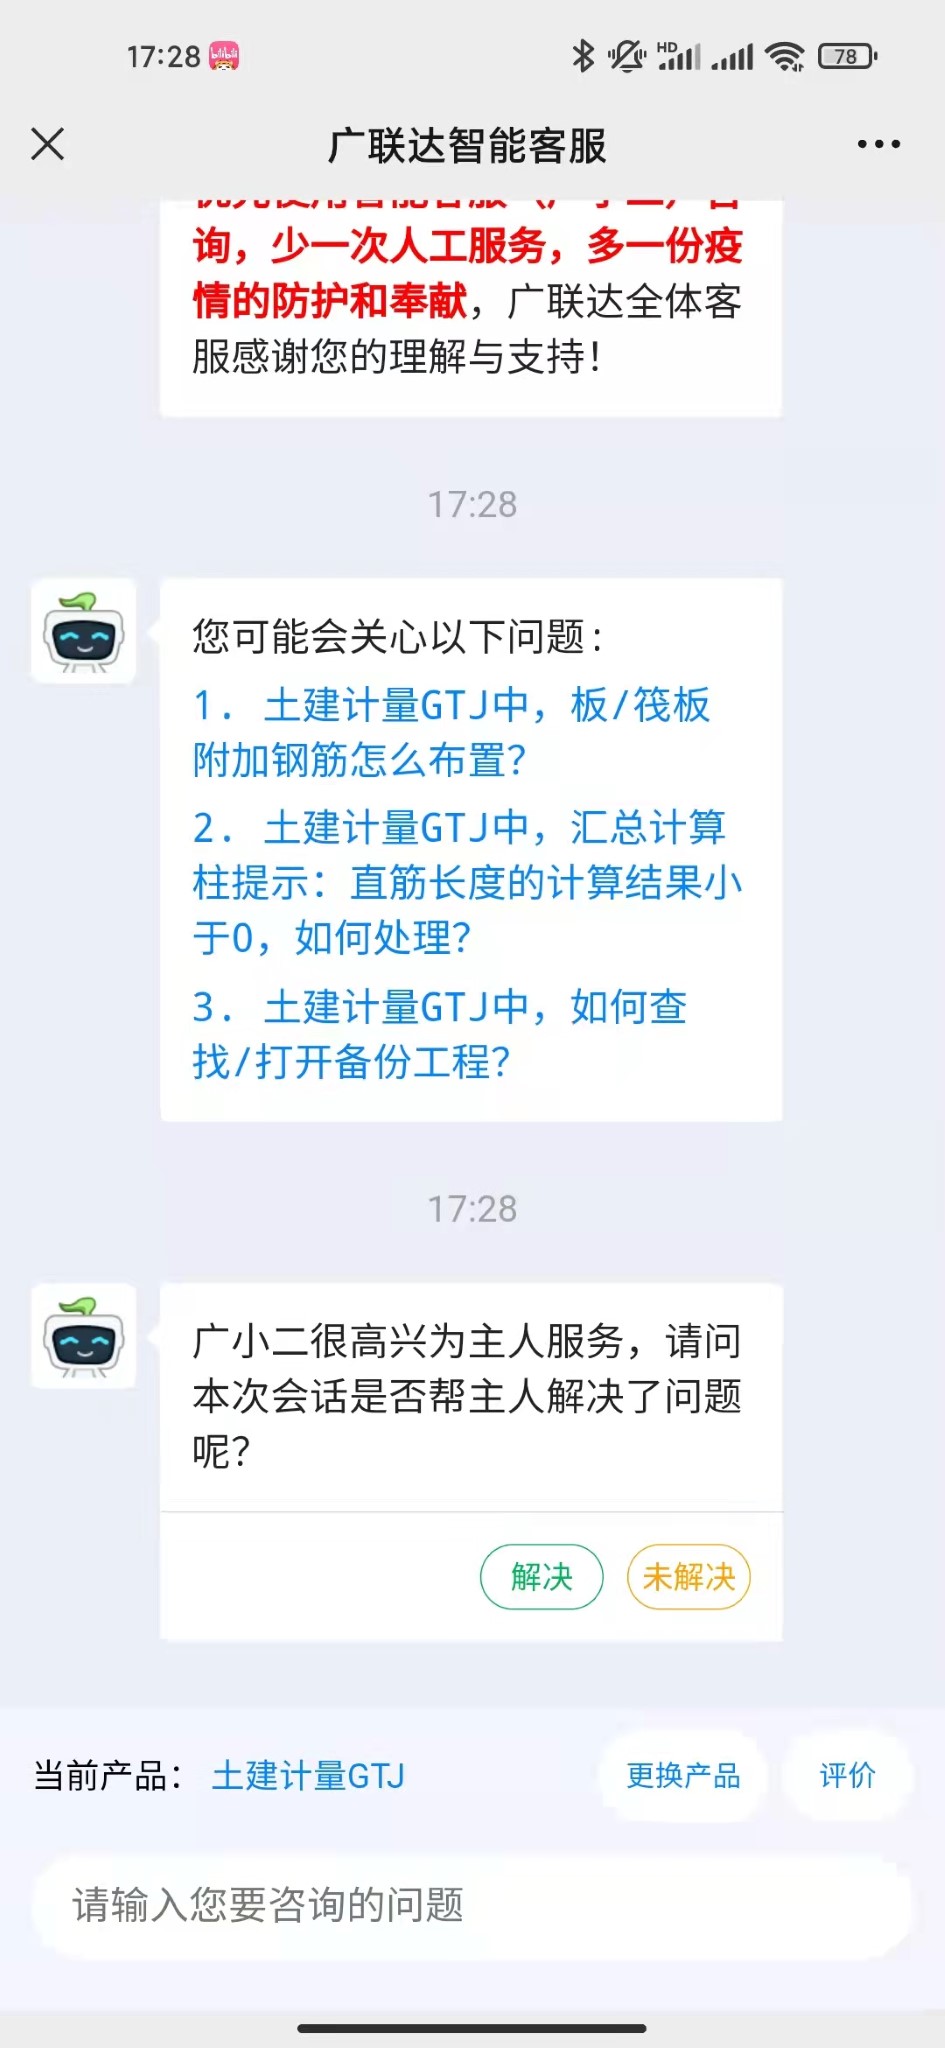 17:28
HD
78
广联达智能客服
询，少一次人工服务，多一份疫
情的防护和奉献，广联达全体客
服感谢您的理解与支持！
17:28
您可能会关心以下问题：
1. 土建计量GTJ中，板/筏板
附加钢筋怎么布置？
2. 土建计量GTJ中，汇总计算
柱提示：直筋长度的计算结果小
于0，如何处理？
3. 土建计量GTJ中，如何查
找/打开备份工程？
17:28
广小二很高兴为主人服务，请问
本次会话是否帮主人解决了问题
呢？
解决 未解决
当前产品： 土建计量GTJ 更换产品 评价
请输入您要咨询的问题